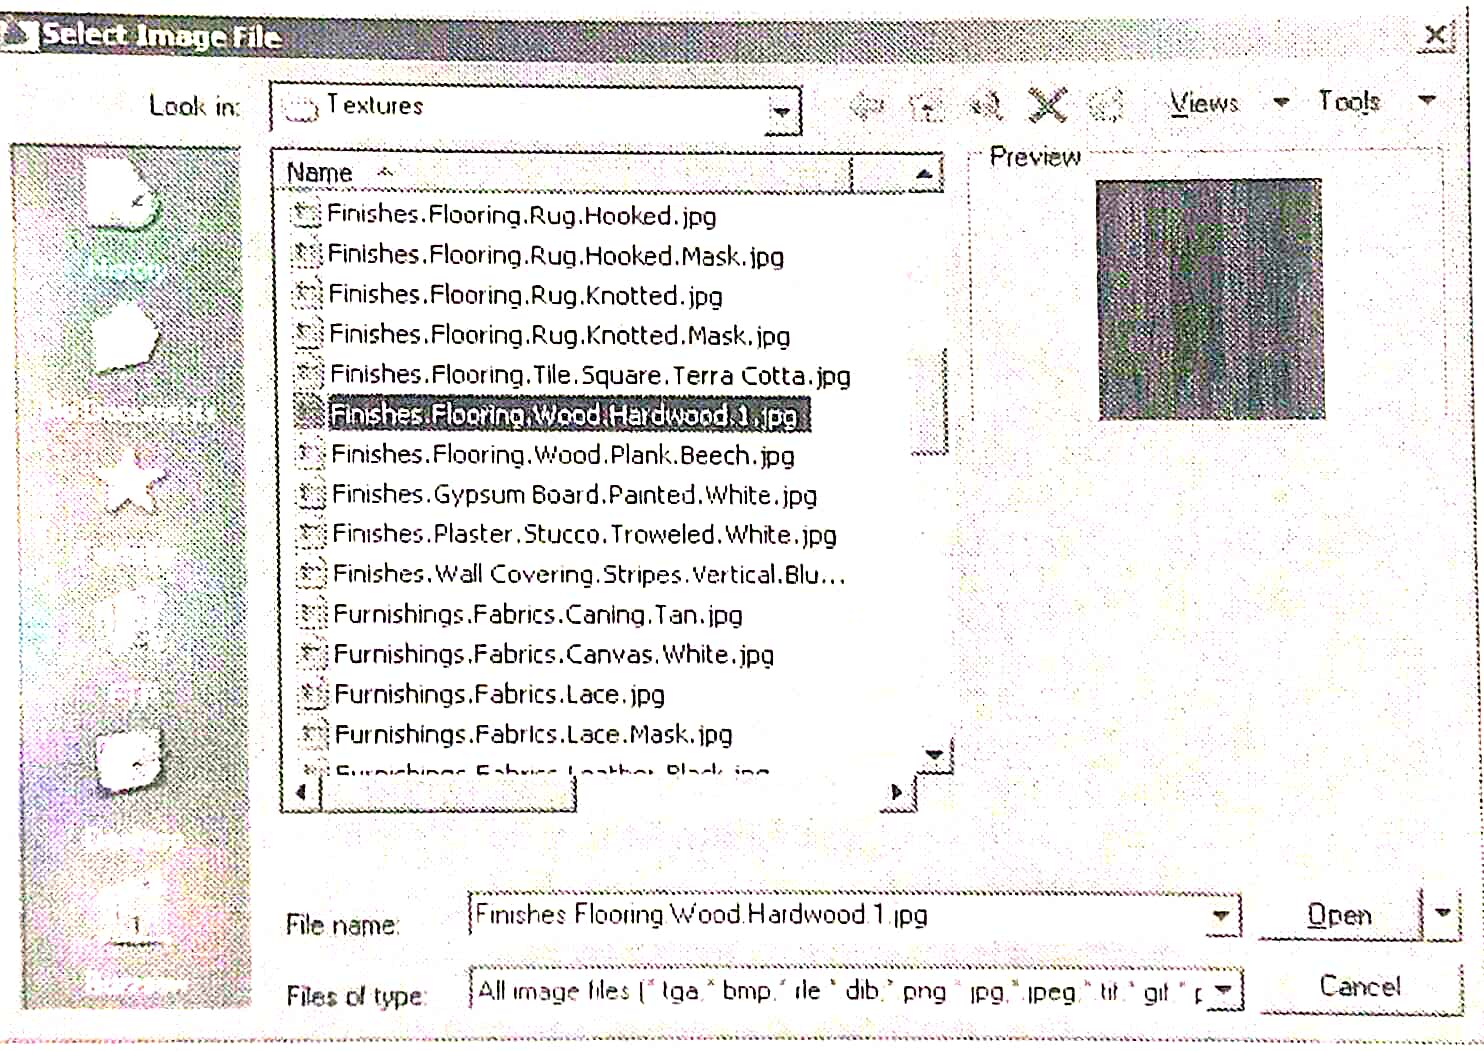 Select Image File
Look in:
Textures
Views
Tools
Name
Preview
Finishes.Flooring.Rug.Hooked.jpg
Finishes.Flooring.Rug.Hooked.Mask.jpg
Finishes.Flooring.Rug.Knotted.jpg
Finishes.Flooring.Rug.Knotted.Mask.jpg
Finishes.Flooring.Tile.Square.Terra Cotta.jpg
Finishes.Flooring.Wood.Hardwood.1.jpg
Finishes.Flooring.Wood.Plank.Beech.jpg
Finishes.Gypsum Board.Painted.White.jpg
Finishes.Plaster.Stucco.Troweled.White.jpg
Finishes.Wall Covering.Stripes.Vertical.Blu...
Furnishings.Fabrics.Caning.Tan.jpg
Furnishings.Fabrics.Canvas.White.jpg
Furnishings.Fabrics.Lace.jpg
Furnishings.Fabrics.Lace.Mask.jpg
Furnishings.Fabrics.Leather.Black.jpg
File name:
Finishes.Flooring.Wood.Hardwood.1.jpg
Open
Files of type:
All image files (*.tga,*.bmp,*.rle,*.dib,*.png,*.jpg,*.jpeg,*.tif,*.gif,*.p
Cancel